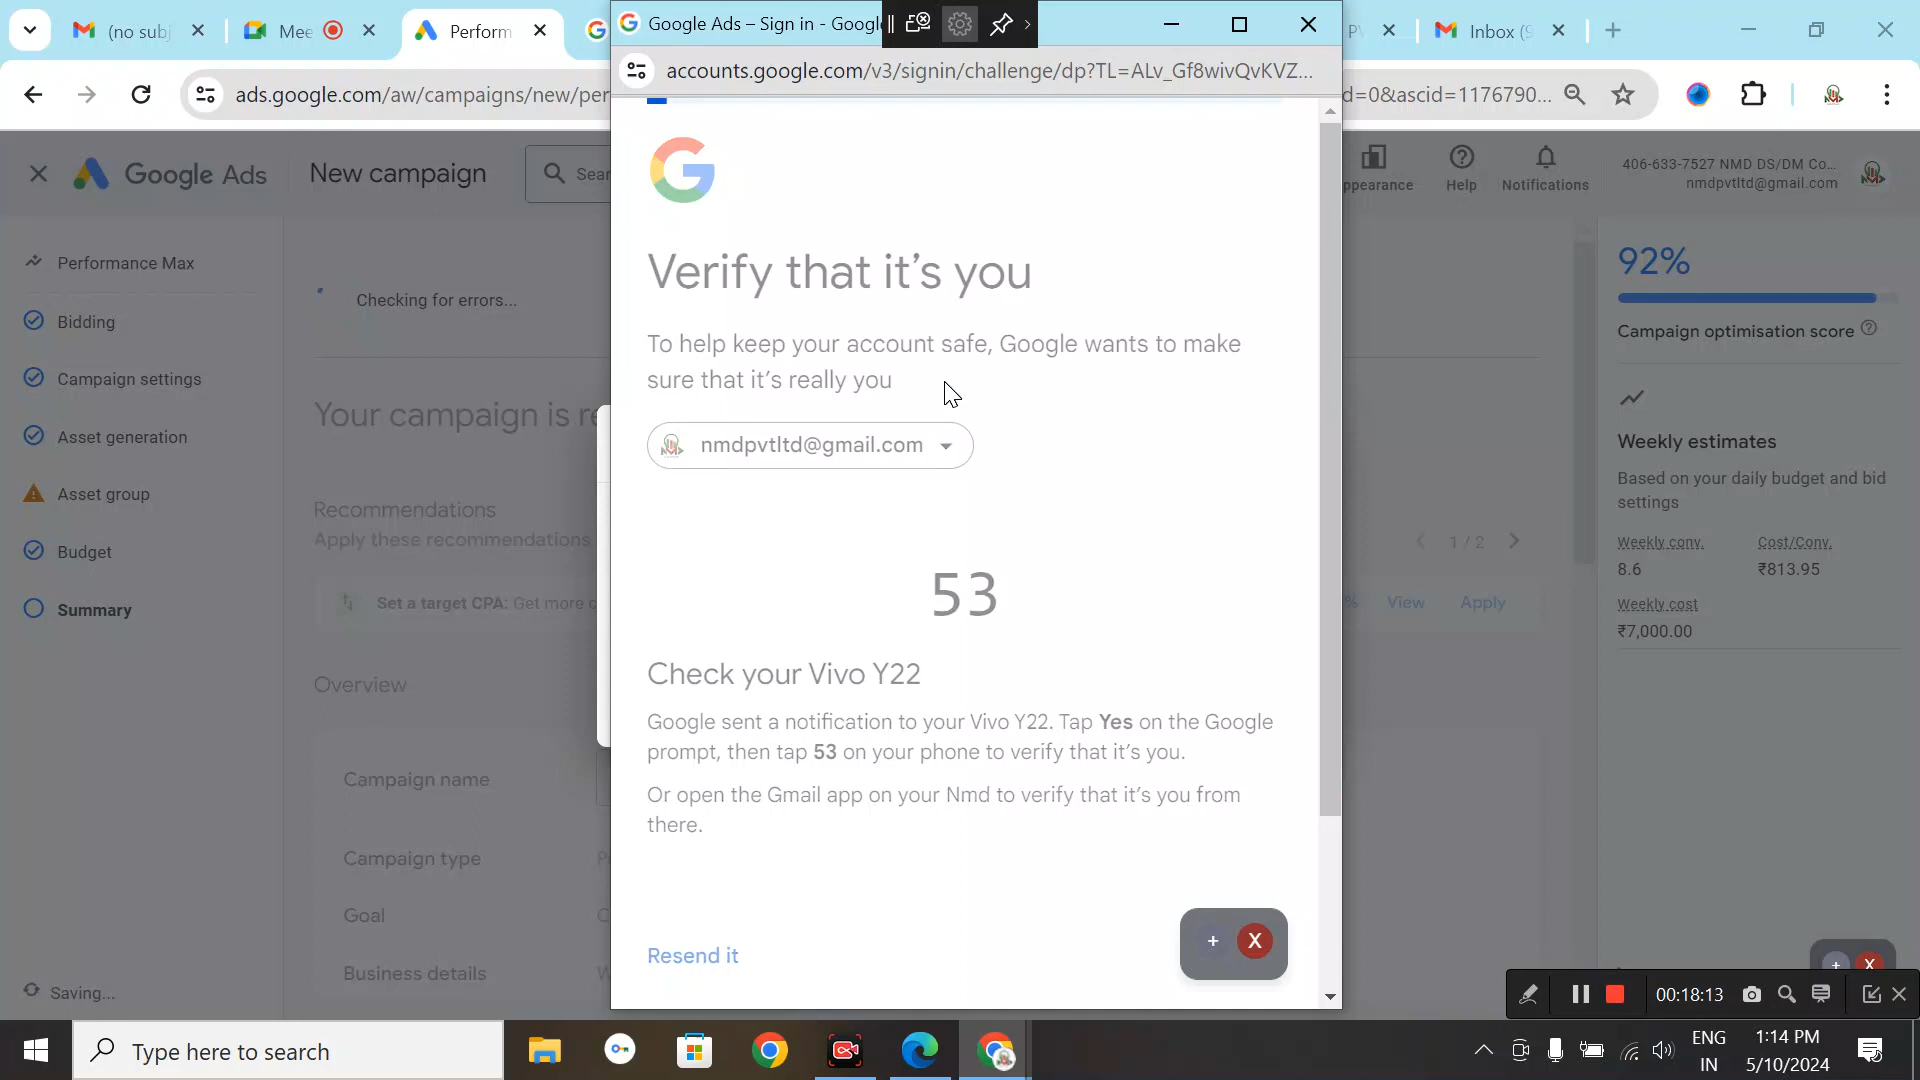 (no subj
Mee
Perform
Google Ads – Sign in - Google
Inbox (9
ads.google.com/aw/campaigns/new/per
accounts.google.com/v3/signin/challenge/dp?TL=ALv_Gf8wivQvKVZ...
d=0&ascid=1176790...
Google Ads
New campaign
Sear
ppearance
Help
Notifications
406-633-7527 NMD DS/DM Co...
nmdpvtltd@gmail.com
Performance Max
Bidding
Campaign settings
Asset generation
Asset group
Budget
Summary
Saving...
Checking for errors...
Your campaign is re
Recommendations
Apply these recommendations
1 / 2
Set a target CPA: Get more c
%
View
Apply
Overview
Campaign name
Campaign type
Goal
Business details
Verify that it's you
To help keep your account safe, Google wants to make
sure that it's really you
nmdpvtltd@gmail.com
53
Check your Vivo Y22
Google sent a notification to your Vivo Y22. Tap Yes on the Google
prompt, then tap 53 on your phone to verify that it's you.
Or open the Gmail app on your Nmd to verify that it's you from
there.
Resend it
+ X
92%
Campaign optimisation score
Weekly estimates
Based on your daily budget and bid
settings
Weekly conv.
Cost/Conv.
8.6
₹813.95
Weekly cost
₹7,000.00
+ X
00:18:13
Type here to search
ENG
IN
1:14 PM
5/10/2024